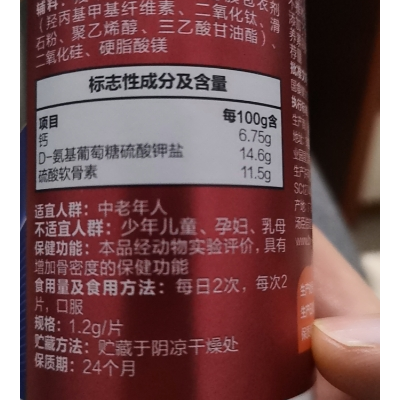 （羟丙基甲基纤维素、二氧化钛、滑
石粉、聚乙烯醇、三乙酸甘油酯）、
二氧化硅、硬脂酸镁
标志性成分及含量
项目 每100g含
钙 6.75g
D-氨基葡萄糖硫酸钾盐 14.6g
硫酸软骨素 11.5g
适宜人群：中老年人
不适宜人群：少年儿童、孕妇、乳母
保健功能：本品经动物实验评价，具有
增加骨密度的保健功能
食用量及食用方法：每日2次，每次2
片，口服
规格：1.2g/片
贮藏方法：贮藏于阴凉干燥处
保质期：24个月